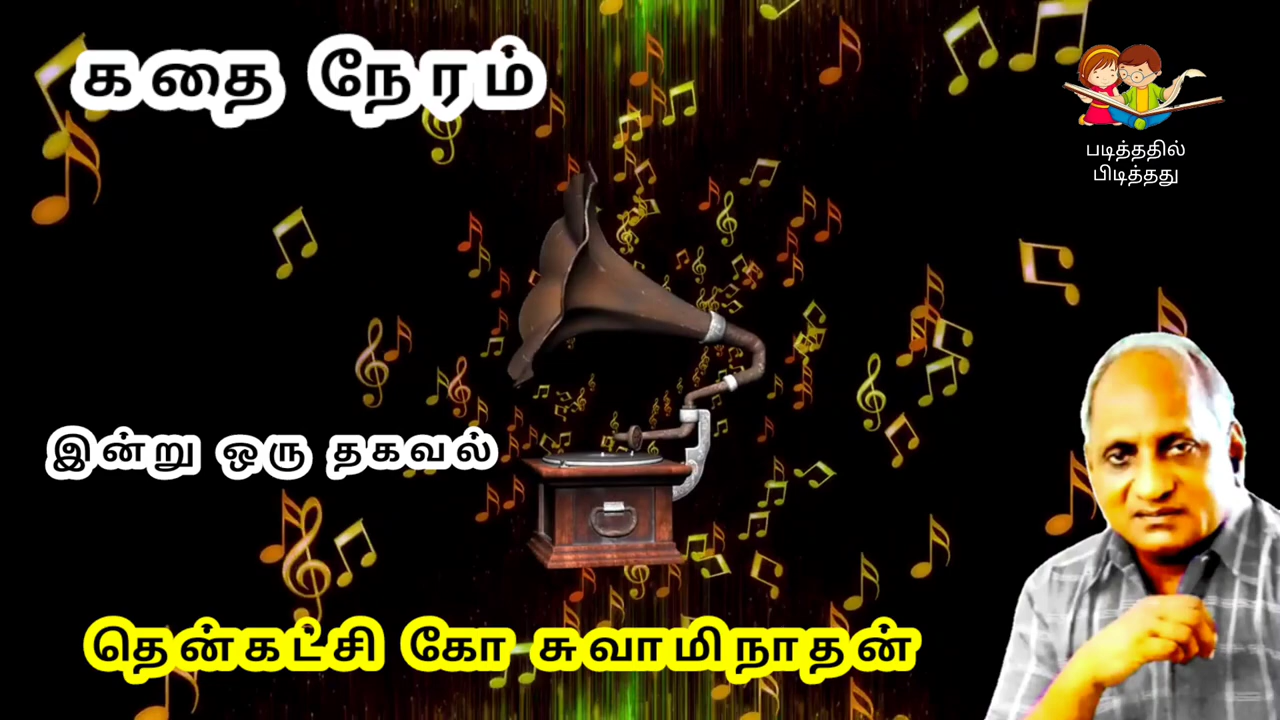 கதை நேரம்
படித்ததில்
பிடித்தது
இன்று ஒரு தகவல்
தென்கட்சி கோ சுவாமிநாதன்